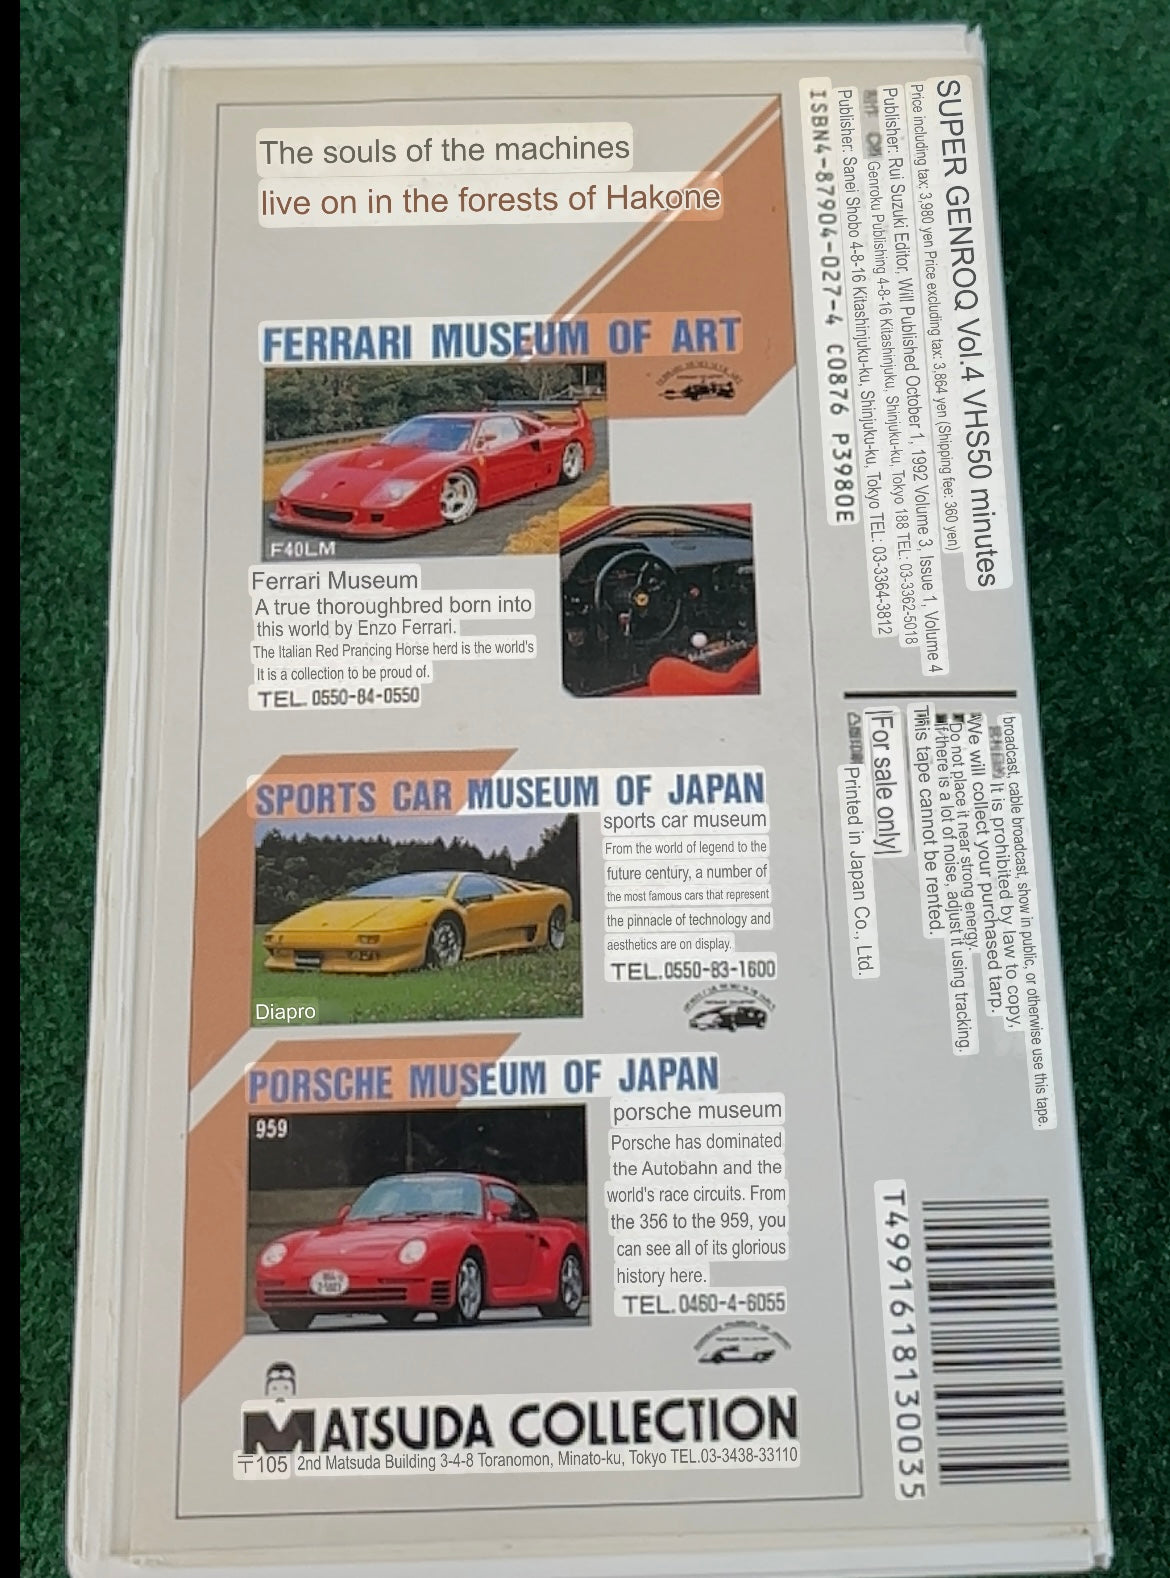 The souls of the machines
live on in the forests of Hakone
FERRARI MUSEUM OF ART
F40LM
Ferrari Museum
A true thoroughbred born into
this world by Enzo Ferrari.
The Italian Red Prancing Horse herd is the world's
It is a collection to be proud of.
TEL. 0550-84-0550
SPORTS CAR MUSEUM OF JAPAN
sports car museum
From the world of legend to the
future century, a number of
the most famous cars that represent
the pinnacle of technology and
aesthetics are on display.
TEL.0550-83-1600
Diapro
PORSCHE MUSEUM OF JAPAN
959
porsche museum
Porsche has dominated
the Autobahn and the
world's race circuits. From
the 356 to the 959, you
can see all of its glorious
history here.
TEL.0460-4-6055
MATSUDA COLLECTION
〒105 2nd Matsuda Building 3-4-8 Toranomon, Minato-ku, Tokyo TEL.03-3438-33110
SUPER GENROQ Vol.4 VHS50 minutes
Price including tax; 3,980 yen Price excluding tax: 3,864 yen (Shipping fee: 360 yen)
Publisher: Rui Suzuki Editor, Will Published October 1, 1992 Volume 3, Issue 1, Volume 4
Genroku Publishing 4-8-16 Kitashinjuku, Shinjuku-ku, Tokyo 188 TEL: 03-3362-5018
Publisher: Sanei Shobo 4-8-16 Kitashinjuku-ku, Shinjuku-ku, Tokyo TEL: 03-3364-3812
ISBN4-87904-027-4 C0876 P3980E
broadcast, cable broadcast, show in public, or otherwise use this tape.
It is prohibited by law to copy,
We will collect your purchased tarp.
Do not place it near strong energy.
If there is a lot of noise, adjust it using tracking.
This tape cannot be rented.
|For sale only|
Printed in Japan Co., Ltd.
T4991618130035